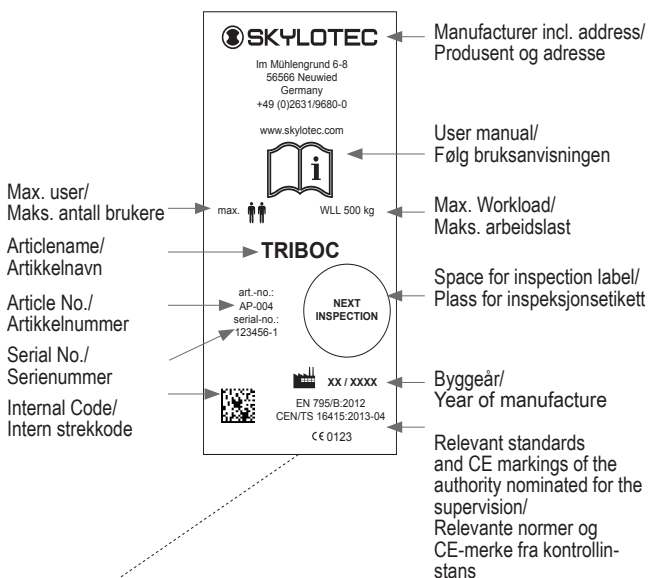 SKYLOTEC
Im Mühlengrund 6-8
56566 Neuwied
Germany
+49 (0)2631/9680-0
www.skylotec.com
i
max.
WLL 500 kg
TRIBOC
art.-no.:
AP-004
serial-no.:
123456-1
NEXT
INSPECTION
XX / XXXX
EN 795/B:2012
CEN/TS 16415:2013-04
CE 0123
Max. user/
Maks. antall brukere
Articlename/
Artikkelnavn
Article No./
Artikkelnummer
Serial No./
Serienummer
Internal Code/
Intern strekkode
Manufacturer incl. address/
Produsent og adresse
User manual/
Følg bruksanvisningen
Max. Workload/
Maks. arbeidslast
Space for inspection label/
Plass for inspeksjonsetikett
Byggeår/
Year of manufacture
Relevant standards
and CE markings of the
authority nominated for the
supervision/
Relevante normer og
CE-merke fra kontrollin-
stans